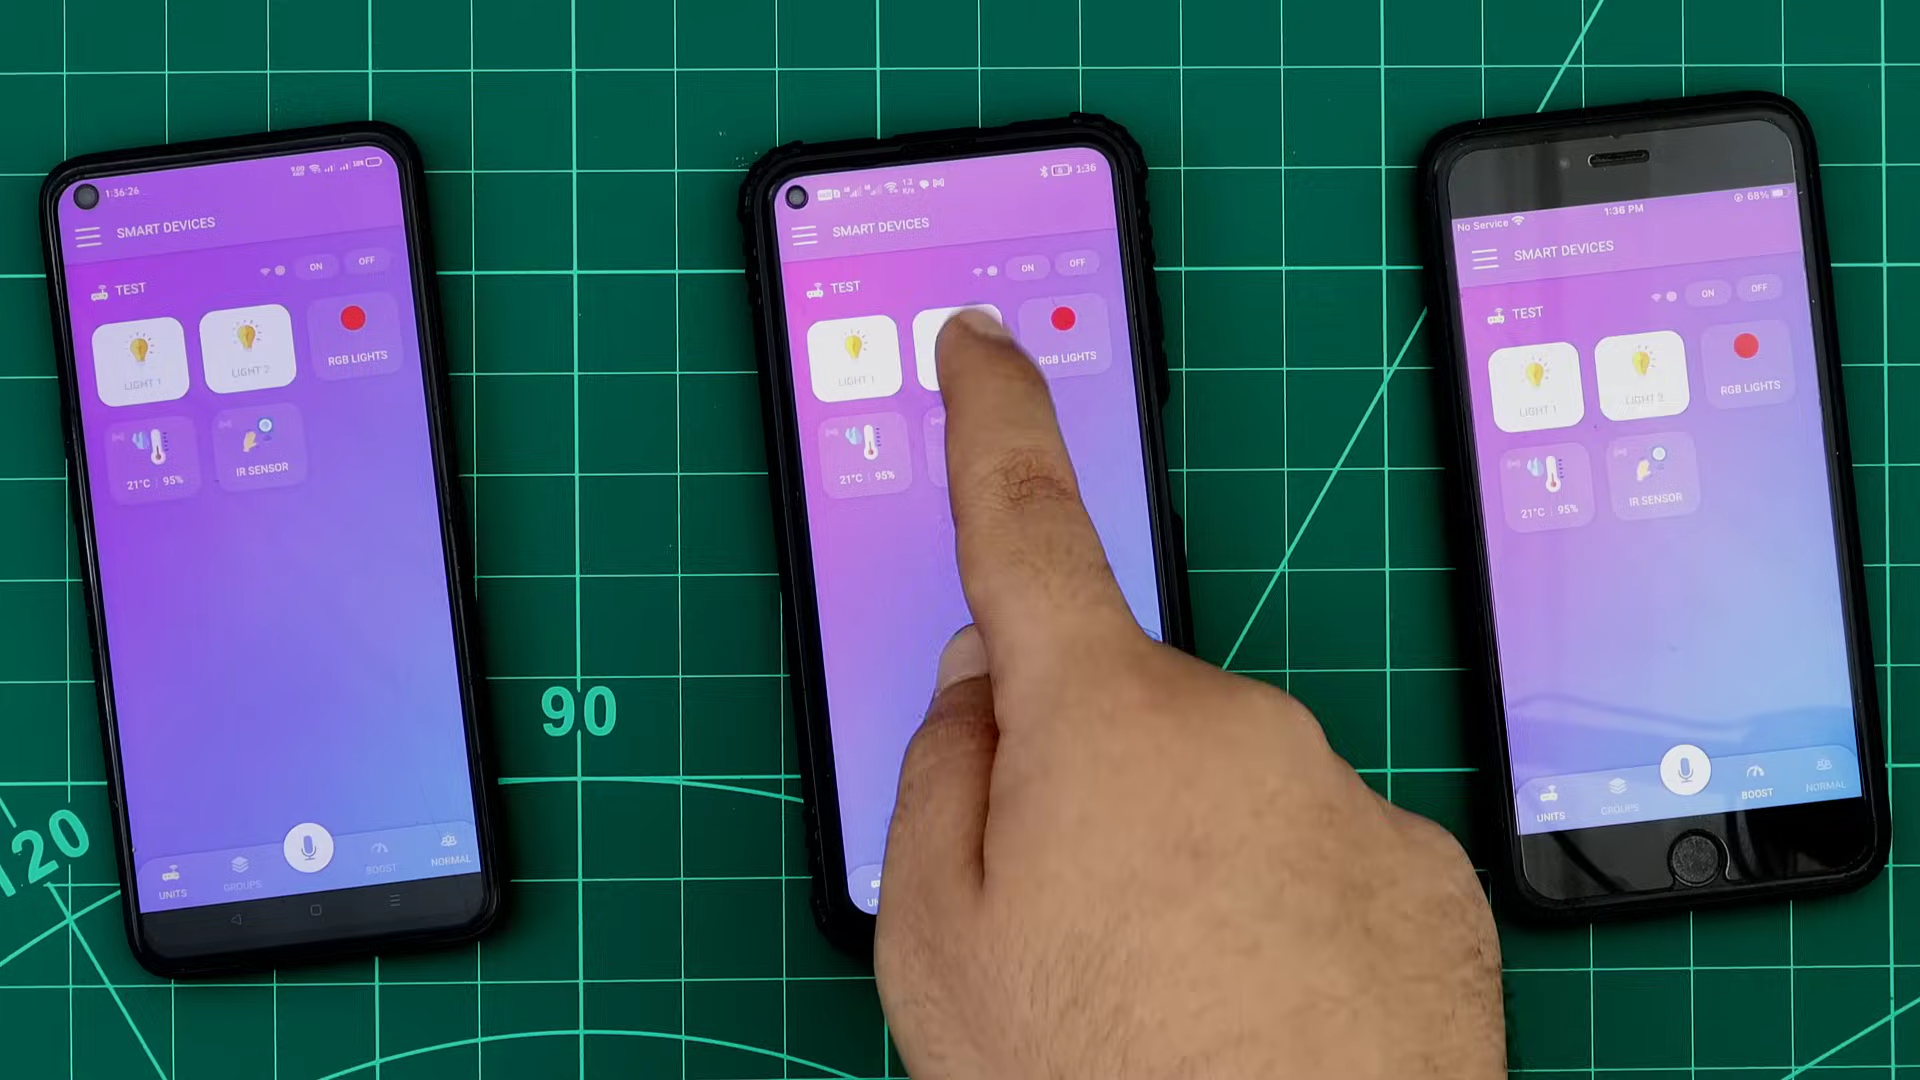 1:36:26
SMART DEVICES
TEST
ON
OFF
LIGHT 1
LIGHT 2
RGB LIGHTS
21°C | 95%
IR SENSOR
UNITS
GROUPS
BOOST
NORMAL
1:36
SMART DEVICES
TEST
ON
OFF
LIGHT 1
RGB LIGHTS
21°C | 95%
No Service
1:36 PM
68%
SMART DEVICES
TEST
ON
OFF
LIGHT 1
LIGHT 2
RGB LIGHTS
21°C | 95%
IR SENSOR
UNITS
GROUPS
BOOST
NORMAL
90
120